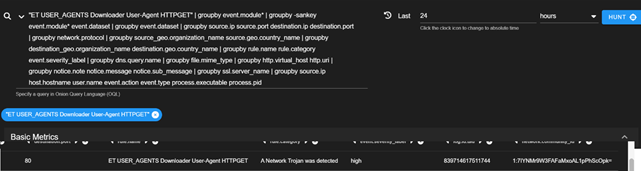 "ET USER_AGENTS Downloader User-Agent HTTPGET" | groupby event.module* | groupby -sankey
event.module* event.dataset | groupby event.dataset | groupby source.ip source.port destination.ip destination.port
| groupby network.protocol | groupby source_geo.organization_name source.geo.country_name | groupby
destination_geo.organization_name destination.geo.country_name | groupby rule.name rule.category
event.severity_label | groupby dns.query.name | groupby file.mime_type | groupby http.virtual_host http.uri |
groupby notice.note notice.message notice.sub_message | groupby ssl.server_name | groupby source.ip
host.hostname user.name event.action event.type process.executable process.pid
Specify a query in Onion Query Language (OQL)
Last 24 hours HUNT
Click the clock icon to change to absolute time
"ET USER_AGENTS Downloader User-Agent HTTPGET"
Basic Metrics
80 ET USER_AGENTS Downloader User-Agent HTTPGET A Network Trojan was detected high 839714617511744